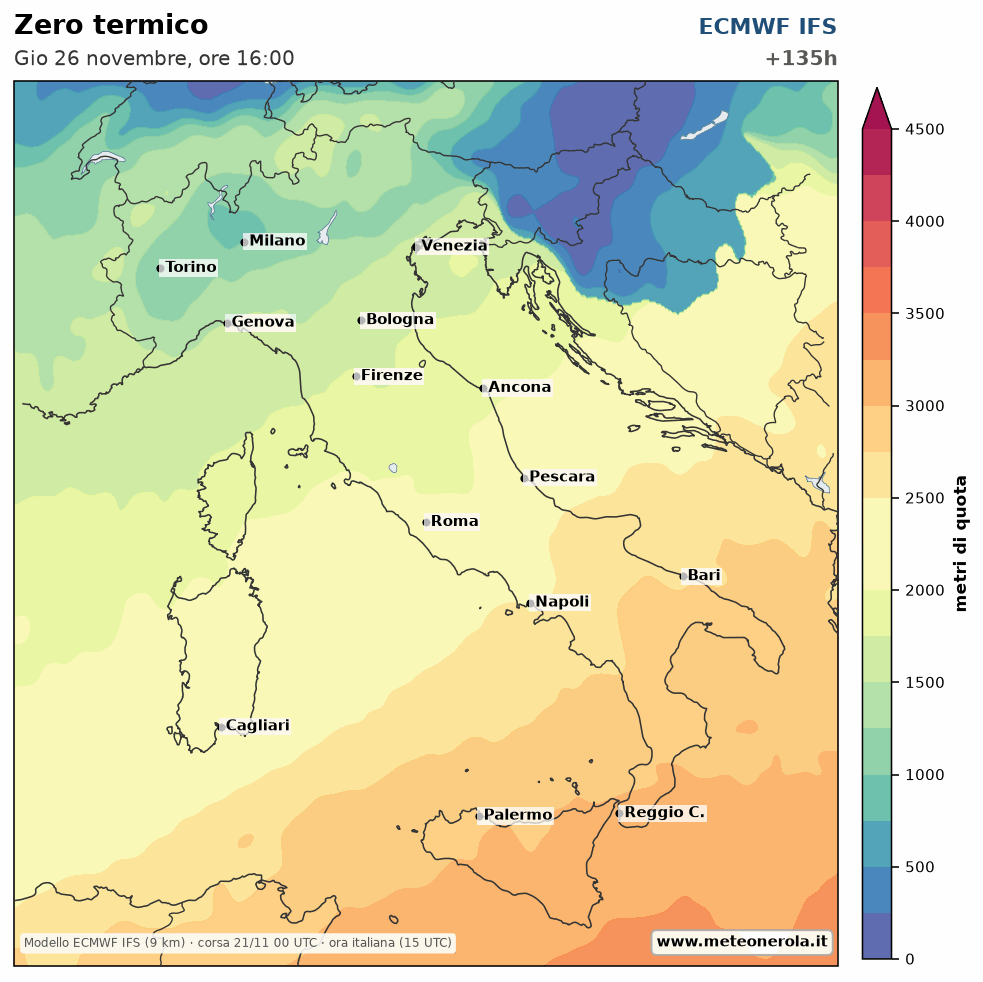 Zero termico
ECMWF IFS
Gio 26 novembre, ore 16:00
+135h
4500
4000
3500
3000
2500
2000
1500
1000
500
0
metri di quota
Milano
Venezia
Torino
Genova
Bologna
Firenze
Ancona
Pescara
Roma
Bari
Napoli
Cagliari
Palermo
Reggio C.
Modello ECMWF IFS (9 km) · corsa 21/11 00 UTC · ora italiana (15 UTC)
www.meteonerola.it